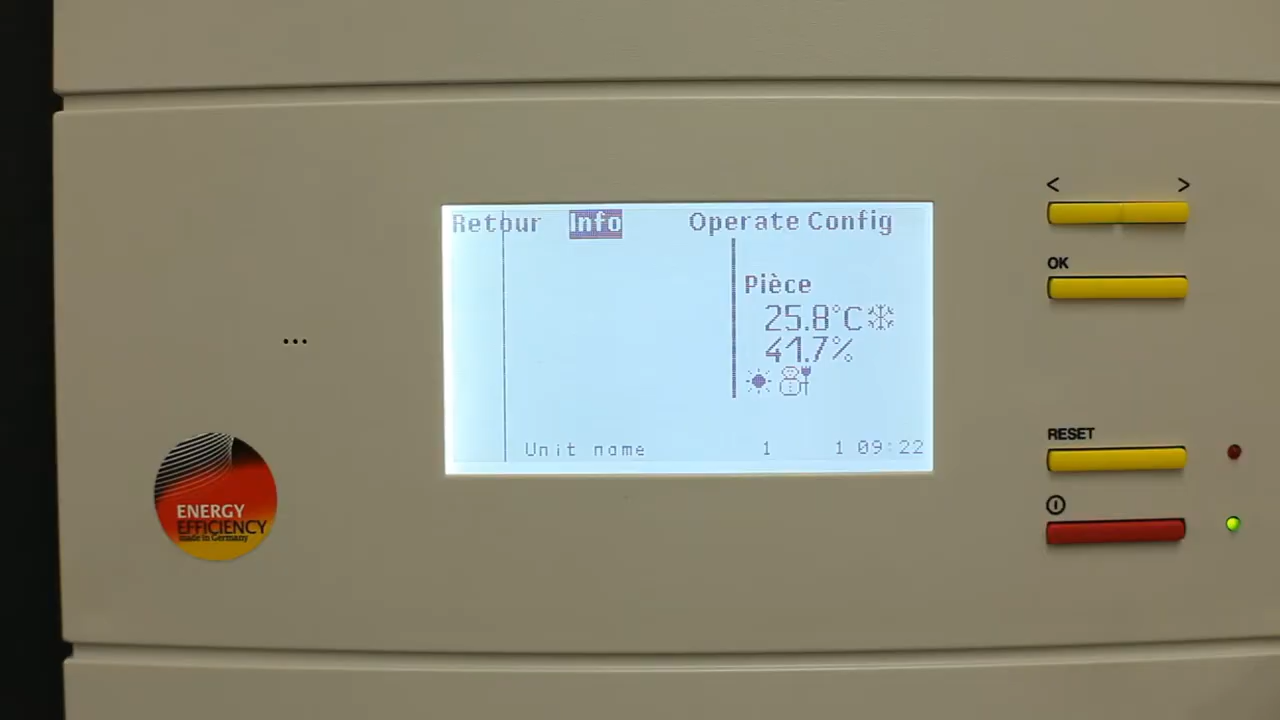 < >
Retour Info Operate Config
OK
Pièce
25.8°C
41.7%
RESET
Unit name 1 1 09:22
ENERGY
EFFICIENCY
made in Germany